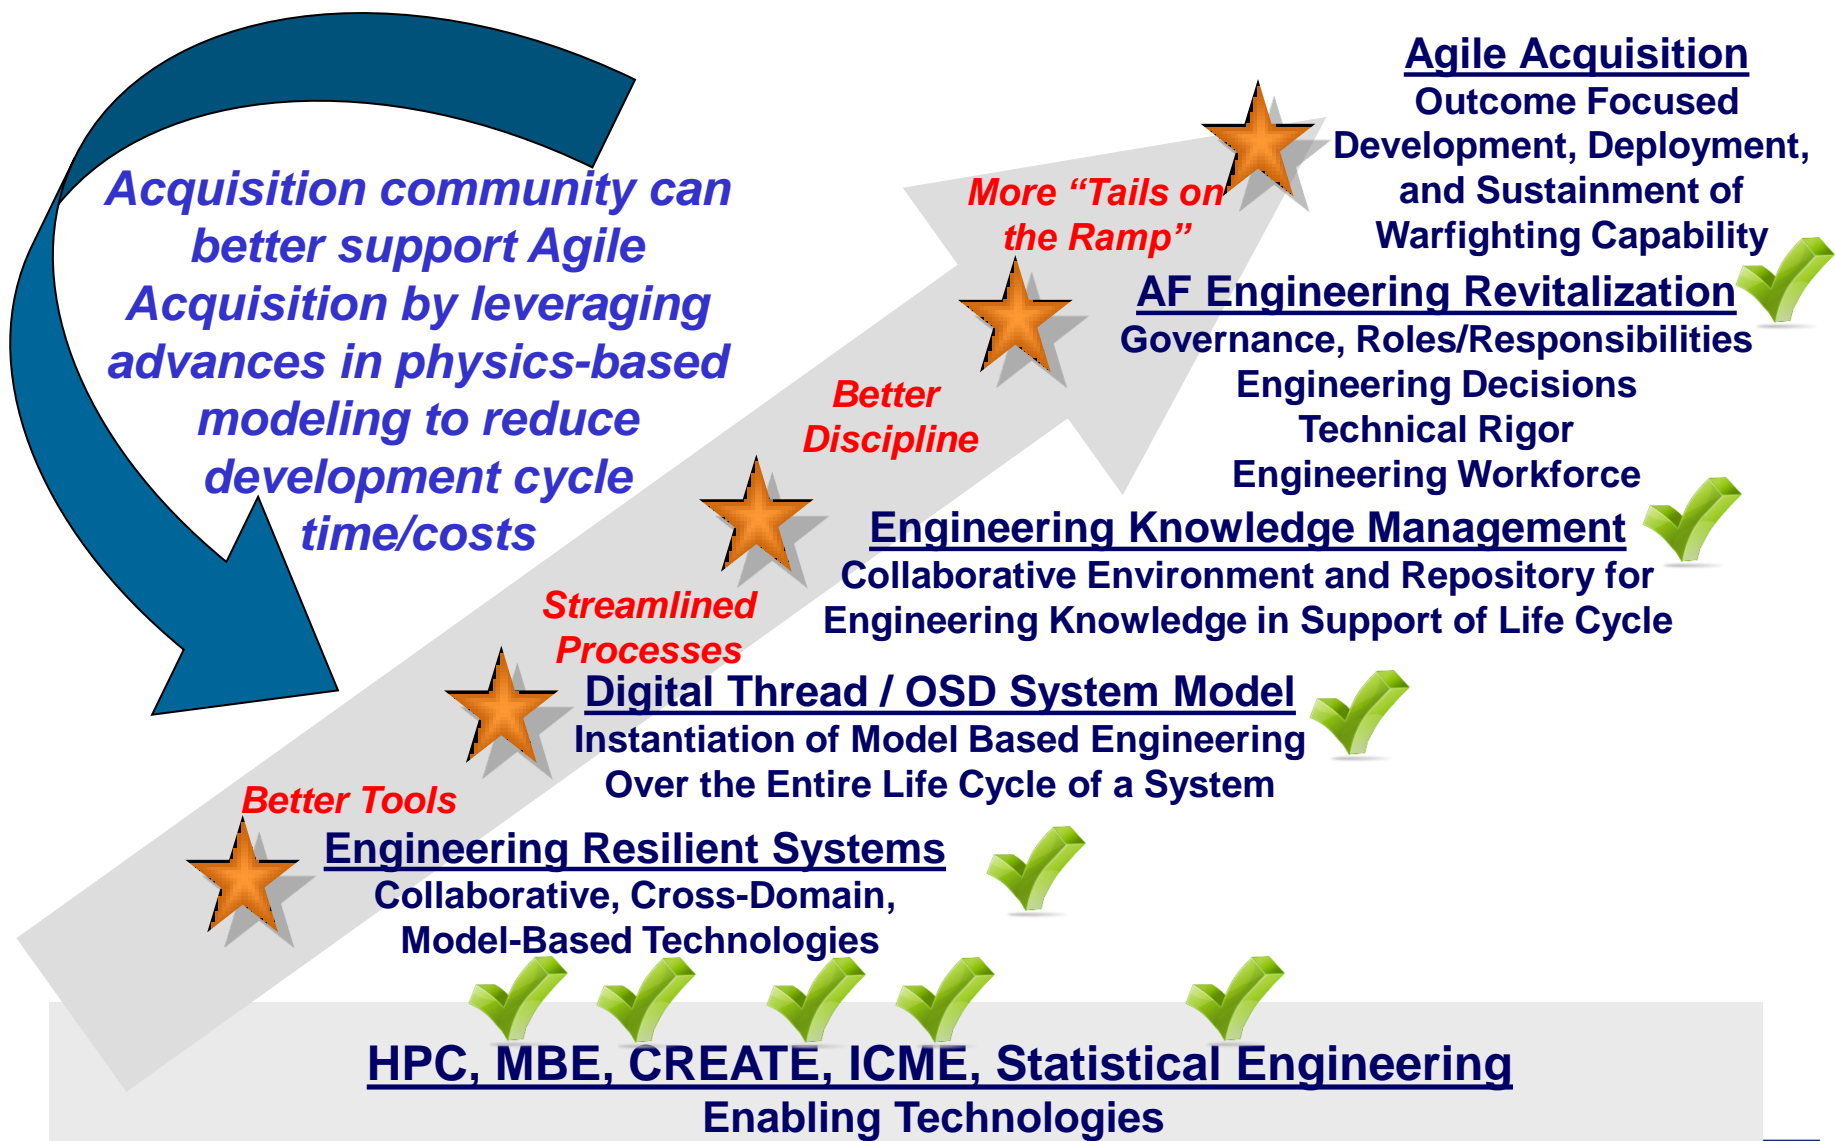 Acquisition community can
better support Agile
Acquisition by leveraging
advances in physics-based
modeling to reduce
development cycle
time/costs
Agile Acquisition
Outcome Focused
Development, Deployment,
and Sustainment of
Warfighting Capability
More “Tails on
the Ramp”
AF Engineering Revitalization
Governance, Roles/Responsibilities
Engineering Decisions
Technical Rigor
Engineering Workforce
Better
Discipline
Engineering Knowledge Management
Collaborative Environment and Repository for
Engineering Knowledge in Support of Life Cycle
Streamlined
Processes
Digital Thread / OSD System Model
Instantiation of Model Based Engineering
Over the Entire Life Cycle of a System
Better Tools
Engineering Resilient Systems
Collaborative, Cross-Domain,
Model-Based Technologies
HPC, MBE, CREATE, ICME, Statistical Engineering
Enabling Technologies